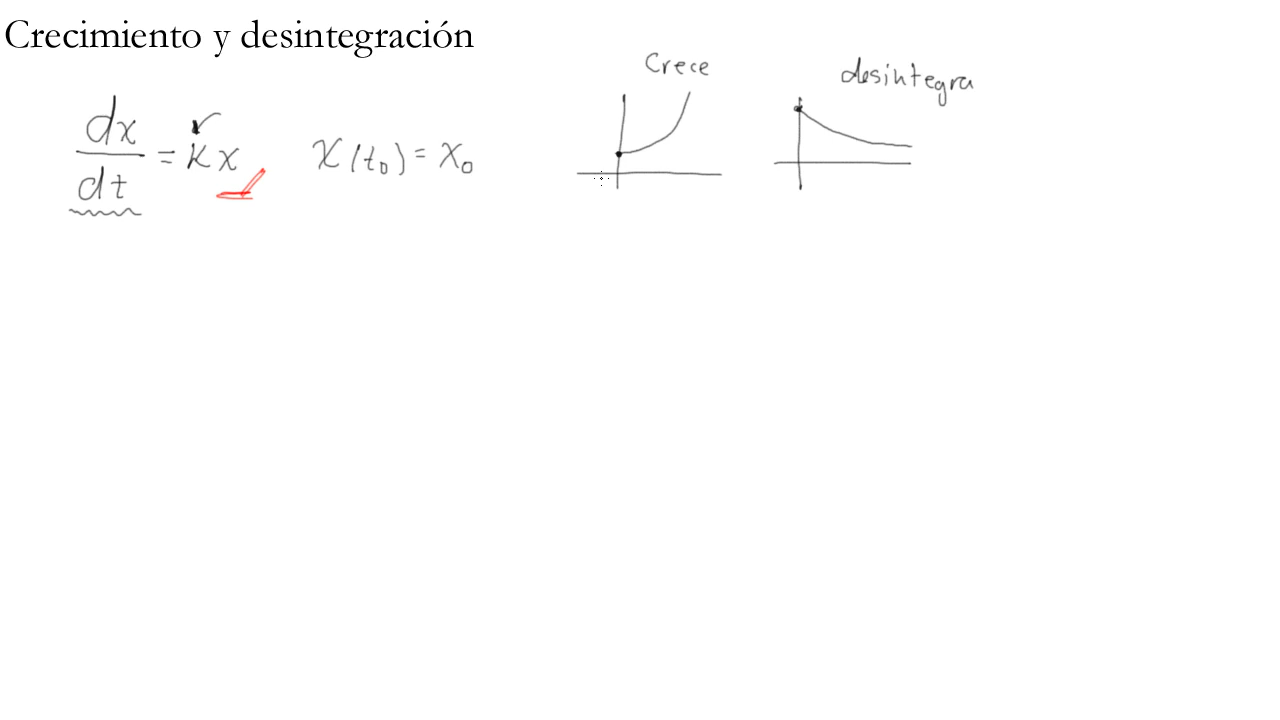 Crecimiento y desintegración
Crece
desintegra
dx/dt = kx
x(t₀) = x₀